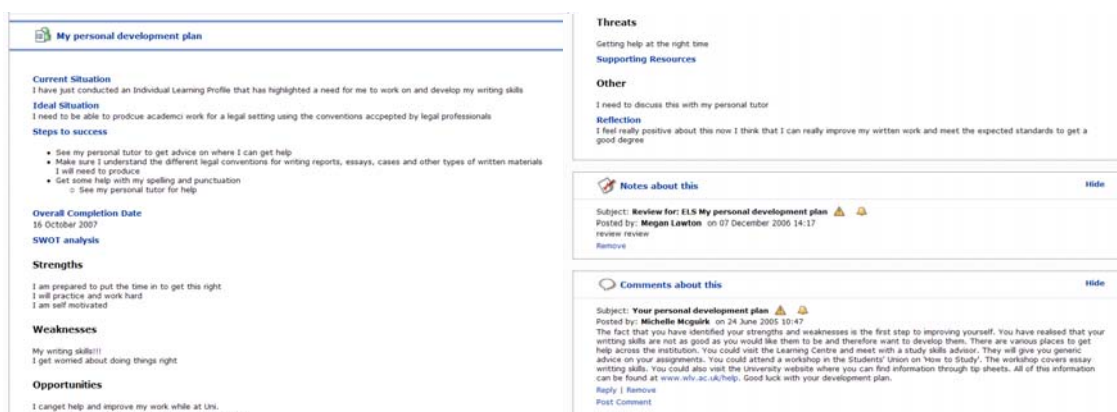 My personal development plan
Current Situation
I have just conducted an Individual Learning Profile that has highlighted a need for me to work on and develop my writing skills
Ideal Situation
I need to be able to prodcue academci work for a legal setting using the conventions accpepted by legal professionals
Steps to success
See my personal tutor to get advice on where I can get help
Make sure I understand the different legal conventions for writing reports, essays, cases and other types of written materials
I will need to produce
Get some help with my spelling and punctuation
See my personal tutor for help
Overall Completion Date
16 October 2007
SWOT analysis
Strengths
I am prepared to put the time in to get this right
I will practice and work hard
I am self motivated
Weaknesses
My writing skills!!!
I get worried about doing things right
Opportunities
I canget help and improve my work while at Uni.
Threats
Getting help at the right time
Supporting Resources
Other
I need to discuss this with my personal tutor
Reflection
I feel really positive about this now I think that I can really improve my wirtten work and meet the expected standards to get a
good degree
Notes about this
Hide
Subject: Review for: ELS My personal development plan
Posted by: Megan Lawton on 07 December 2006 14:17
review review
Remove
Comments about this
Hide
Subject: Your personal development plan
Posted by: Michelle Mcguirk on 24 June 2005 10:47
The fact that you have identified your strengths and weaknesses is the first step to improving yourself. You have realised that your
writing skills are not as good as you would like them to be and therefore want to develop them. There are various places to get
help across the institution. You could visit the Learning Centre and meet with a study skills advisor. They will give you generic
advice on your assignments. You could attend a workshop in the Students' Union on 'How to Study'. The workshop covers essay
writing skills. You could also visit the University website where you can find information through tip sheets. All of this information
can be found at www.wlv.ac.uk/help. Good luck with your development plan.
Reply | Remove
Post Comment